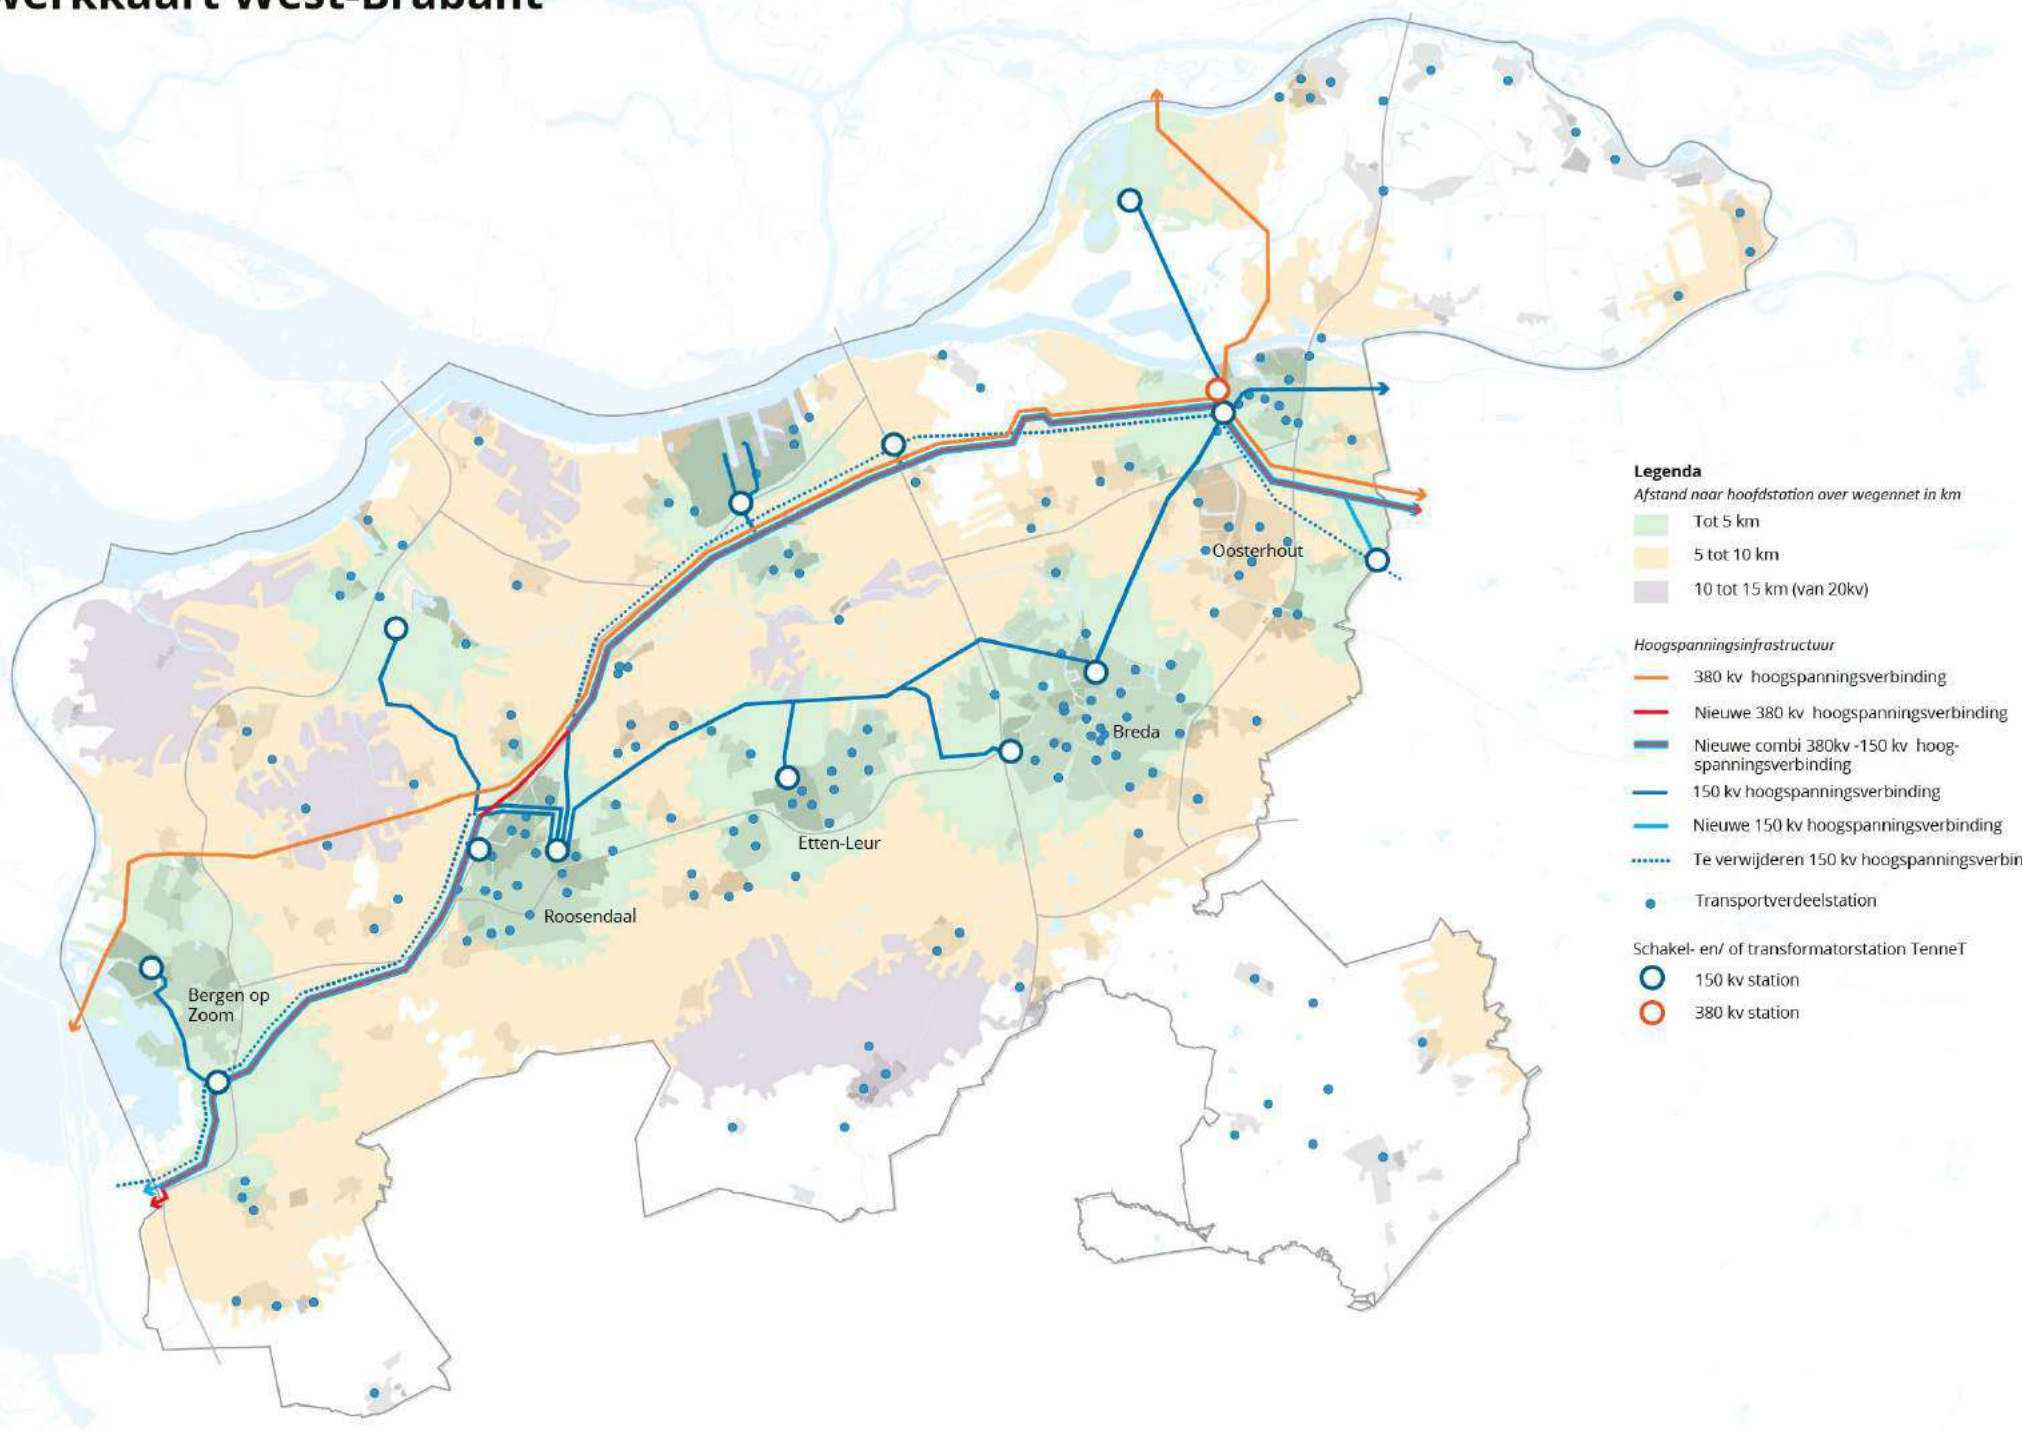 West-Brabant
Oosterhout
Breda
Etten-Leur
Roosendaal
Bergen op
Zoom
Legenda
Afstand naar hoofdstation over wegennet in km
Tot 5 km
5 tot 10 km
10 tot 15 km (van 20kv)
Hoogspanningsinfrastructuur
380 kv hoogspanningsverbinding
Nieuwe 380 kv hoogspanningsverbinding
Nieuwe combi 380kv -150 kv hoog-
spanningsverbinding
150 kv hoogspanningsverbinding
Nieuwe 150 kv hoogspanningsverbinding
Te verwijderen 150 kv hoogspanningsverbin
Transportverdeelstation
Schakel- en/ of transformatorstation TenneT
150 kv station
380 kv station